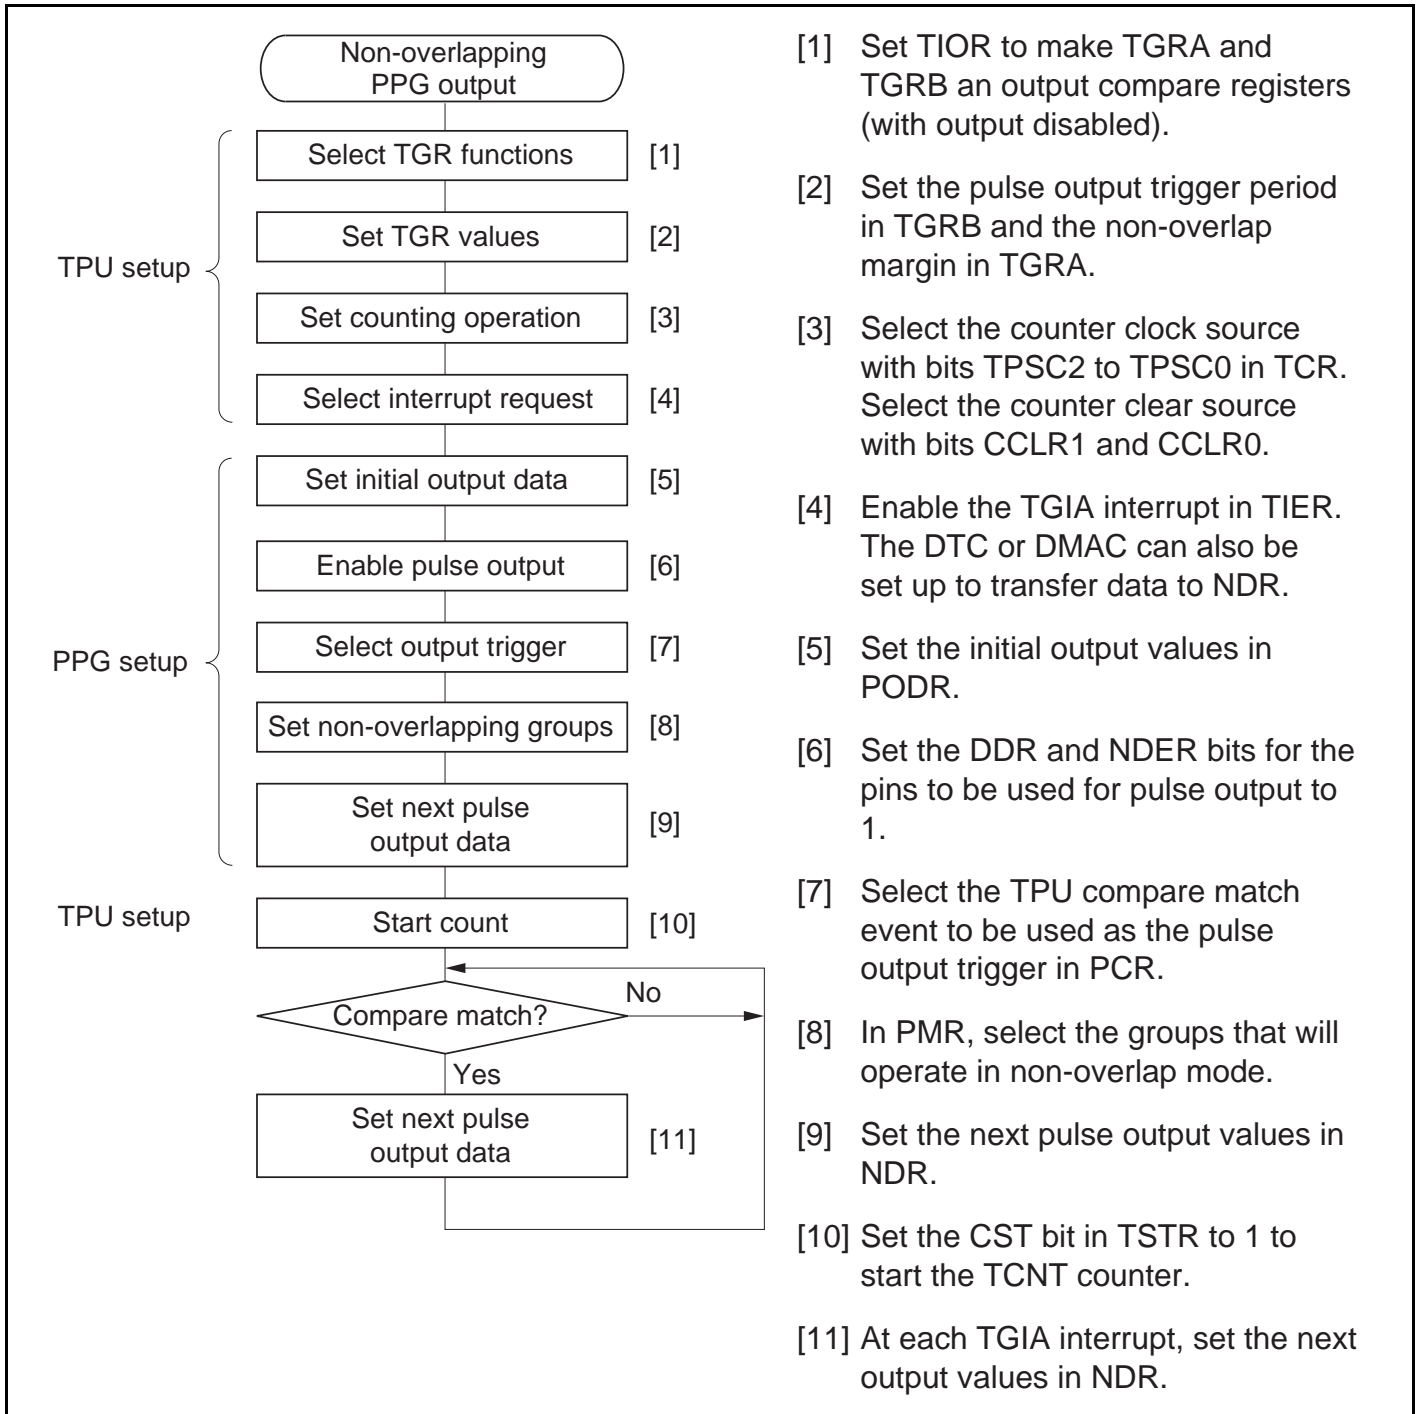 Non-overlapping
PPG output
Select TGR functions
[1]
Set TGR values
[2]
TPU setup
Set counting operation
[3]
Select interrupt request
[4]
Set initial output data
[5]
Enable pulse output
[6]
Select output trigger
[7]
PPG setup
Set non-overlapping groups
[8]
Set next pulse
output data
[9]
TPU setup
Start count
[10]
Compare match?
No
Yes
Set next pulse
output data
[11]
[1] Set TIOR to make TGRA and
TGRB an output compare registers
(with output disabled).
[2] Set the pulse output trigger period
in TGRB and the non-overlap
margin in TGRA.
[3] Select the counter clock source
with bits TPSC2 to TPSC0 in TCR.
Select the counter clear source
with bits CCLR1 and CCLR0.
[4] Enable the TGIA interrupt in TIER.
The DTC or DMAC can also be
set up to transfer data to NDR.
[5] Set the initial output values in
PODR.
[6] Set the DDR and NDER bits for the
pins to be used for pulse output to
1.
[7] Select the TPU compare match
event to be used as the pulse
output trigger in PCR.
[8] In PMR, select the groups that will
operate in non-overlap mode.
[9] Set the next pulse output values in
NDR.
[10] Set the CST bit in TSTR to 1 to
start the TCNT counter.
[11] At each TGIA interrupt, set the next
output values in NDR.